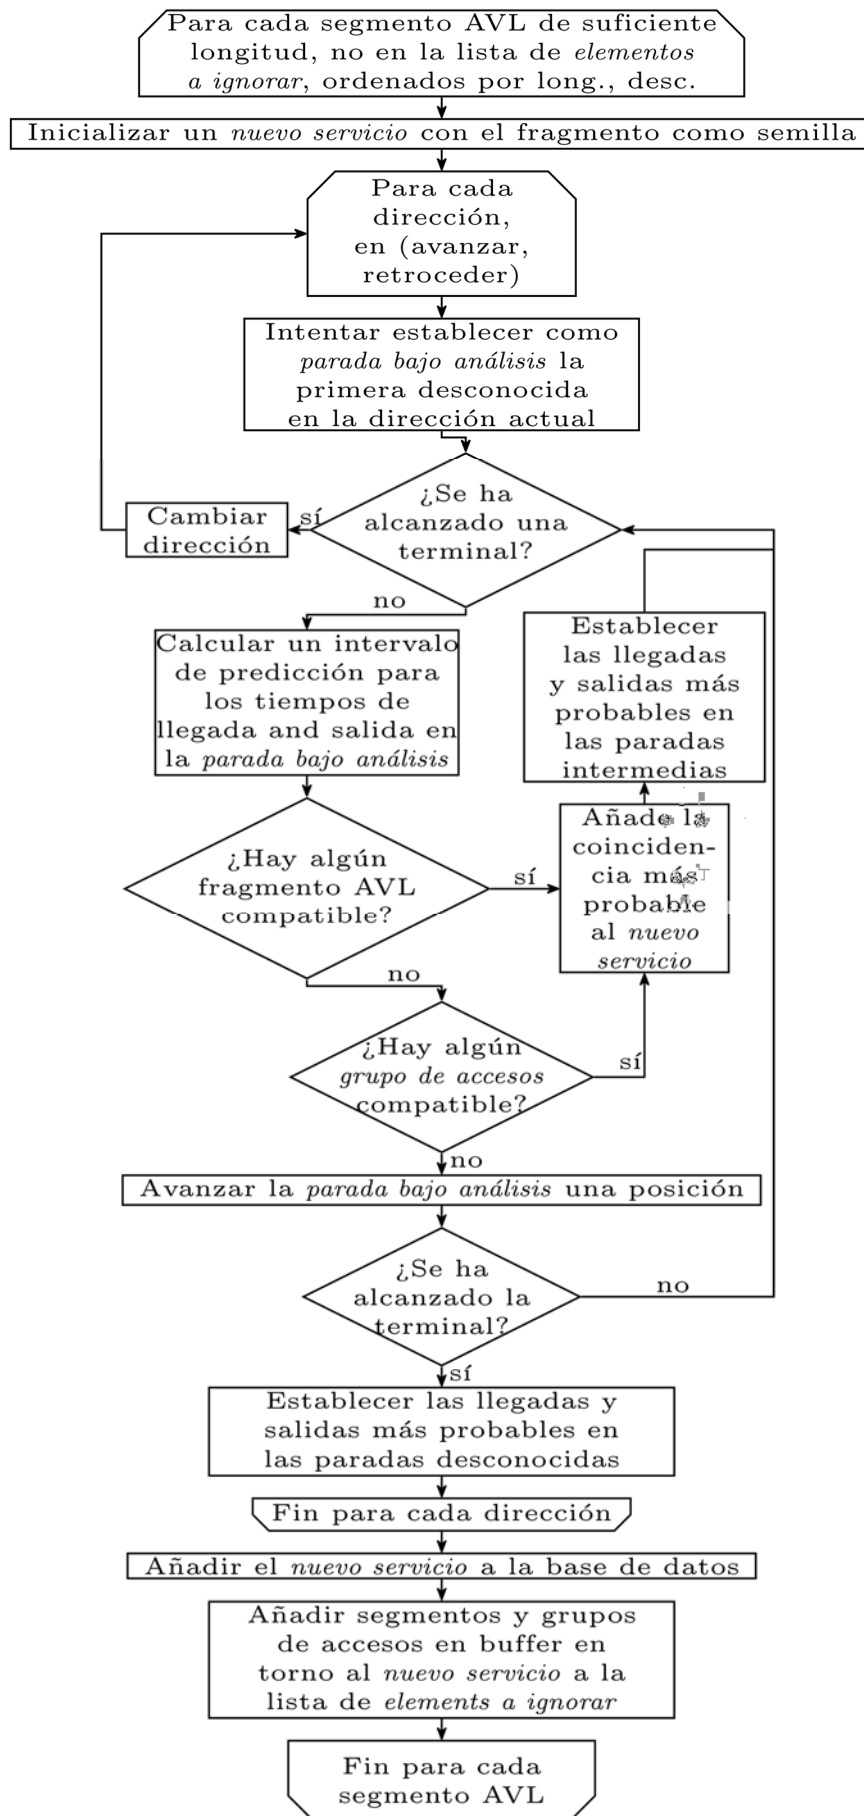 Para cada segmento AVL de suficiente
longitud, no en la lista de elementos
a ignorar, ordenados por long., desc.
Inicializar un nuevo servicio con el fragmento como semilla
Para cada
dirección,
en (avanzar,
retroceder)
Intentar establecer como
parada bajo análisis la
primera desconocida
en la dirección actual
¿Se ha
alcanzado una
terminal?
sí
Cambiar
dirección
no
Calcular un intervalo
de predicción para
los tiempos de
llegada and salida en
la parada bajo análisis
Establecer
las llegadas
y salidas más
probables en
las paradas
intermedias
¿Hay algún
fragmento AVL
compatible?
sí
Añade la
coinciden-
cia más
probable
al nuevo
servicio
no
¿Hay algún
grupo de accesos
compatible?
sí
no
Avanzar la parada bajo análisis una posición
¿Se ha
alcanzado la
terminal?
no
sí
Establecer las llegadas y
salidas más probables en
las paradas desconocidas
Fin para cada dirección
Añadir el nuevo servicio a la base de datos
Añadir segmentos y grupos
de accesos en buffer en
torno al nuevo servicio a la
lista de elements a ignorar
Fin para cada
segmento AVL